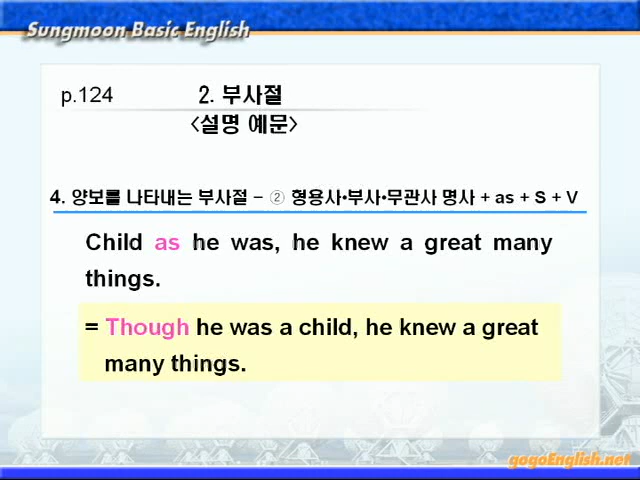 Sungmoon Basic English
p.124
2. 부사절
<설명 예문>
4. 양보를 나타내는 부사절 – ② 형용사•부사•무관사 명사 + as + S + V
Child as he was, he knew a great many
things.
= Though he was a child, he knew a great
many things.
gogoEnglish.net